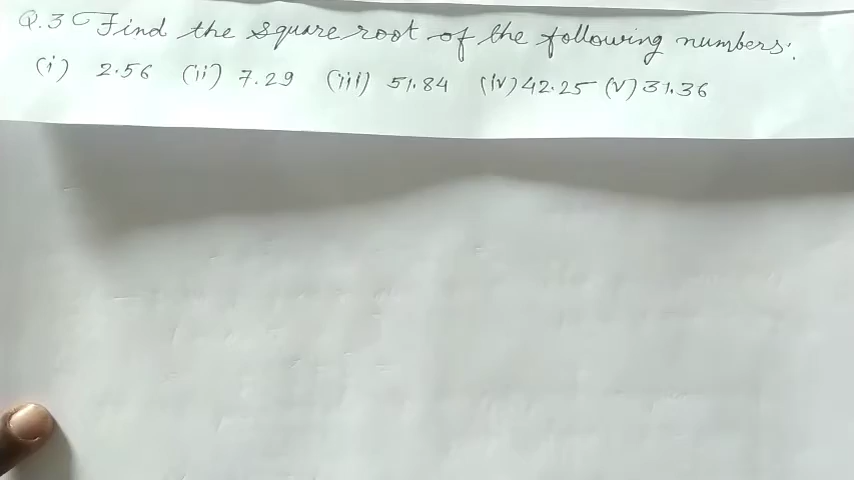 Q.3 Find the square root of the following numbers:.
(i) 2.56 (ii) 7.29 (iii) 51.84 (iv) 42.25 (v) 31.36